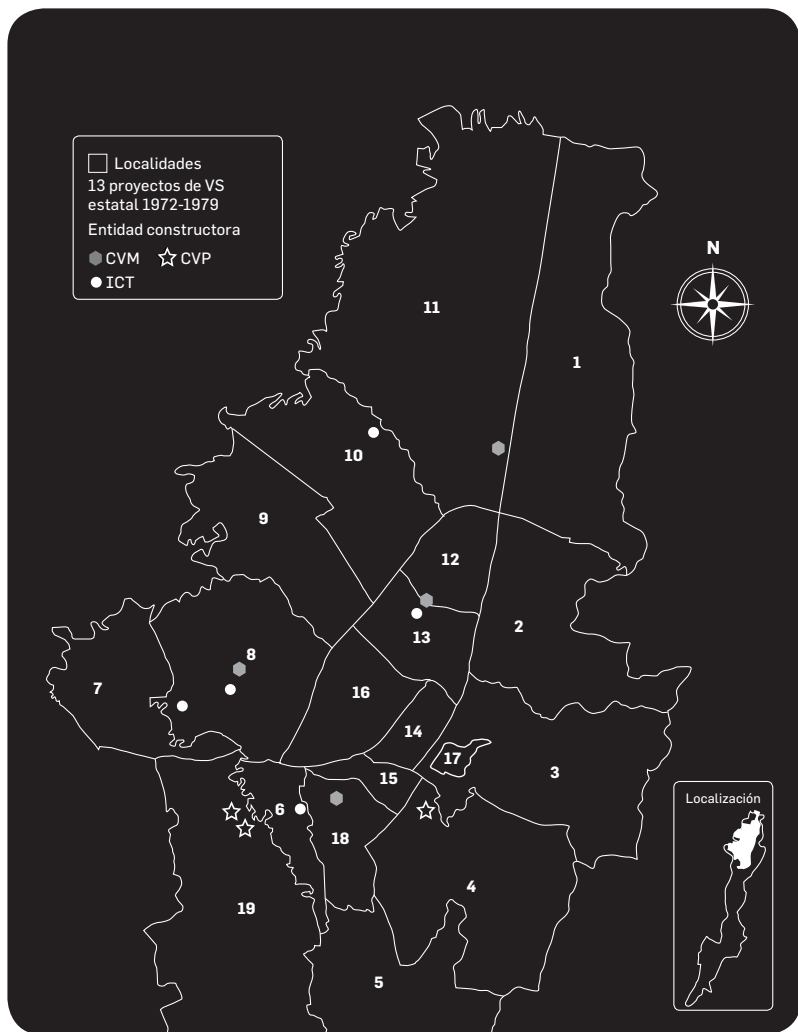 Localidades
13 proyectos de VS
estatal 1972-1979
Entidad constructora
CVM CVP
ICT
N
11
1
10
9
12
2
13
8
7
16
14
17
3
15
6
18
4
19
5
Localización